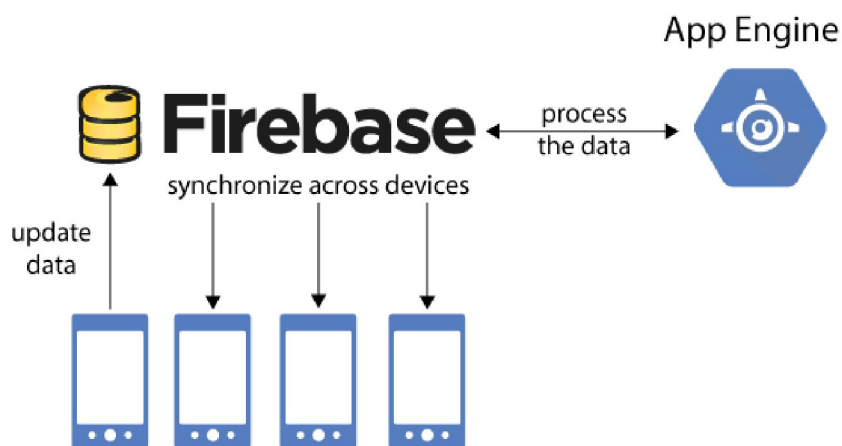 App Engine
Firebase
process
the data
synchronize across devices
update
data